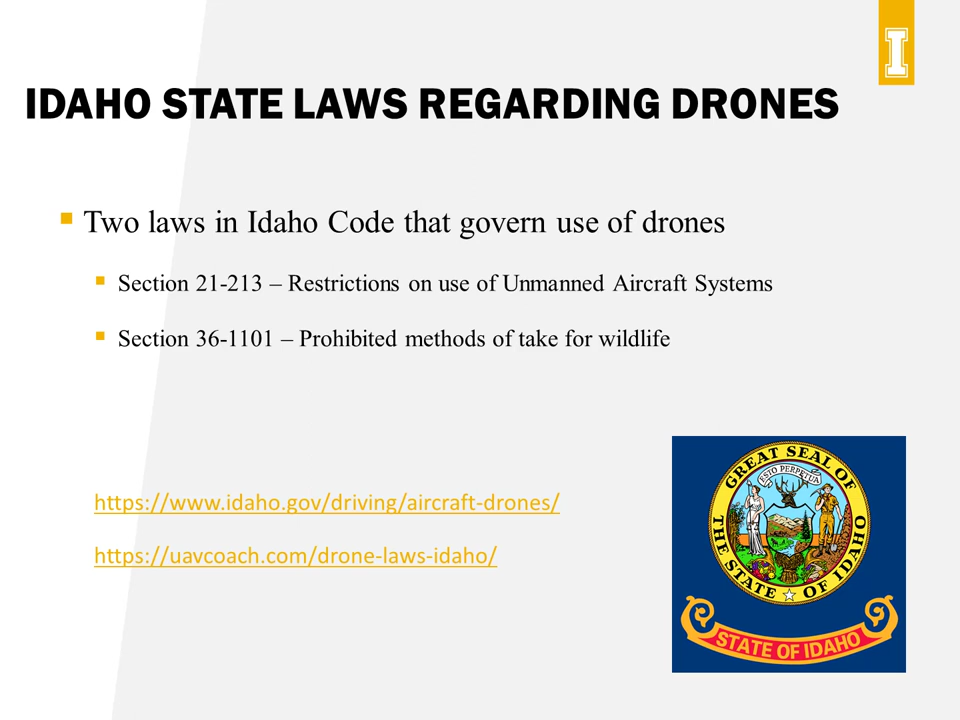 I
IDAHO STATE LAWS REGARDING DRONES
Two laws in Idaho Code that govern use of drones
Section 21-213 – Restrictions on use of Unmanned Aircraft Systems
Section 36-1101 – Prohibited methods of take for wildlife
https://www.idaho.gov/driving/aircraft-drones/
https://uavcoach.com/drone-laws-idaho/
GREAT SEAL OF
THE STATE OF IDAHO
ESTO PERPETUA
STATE OF IDAHO